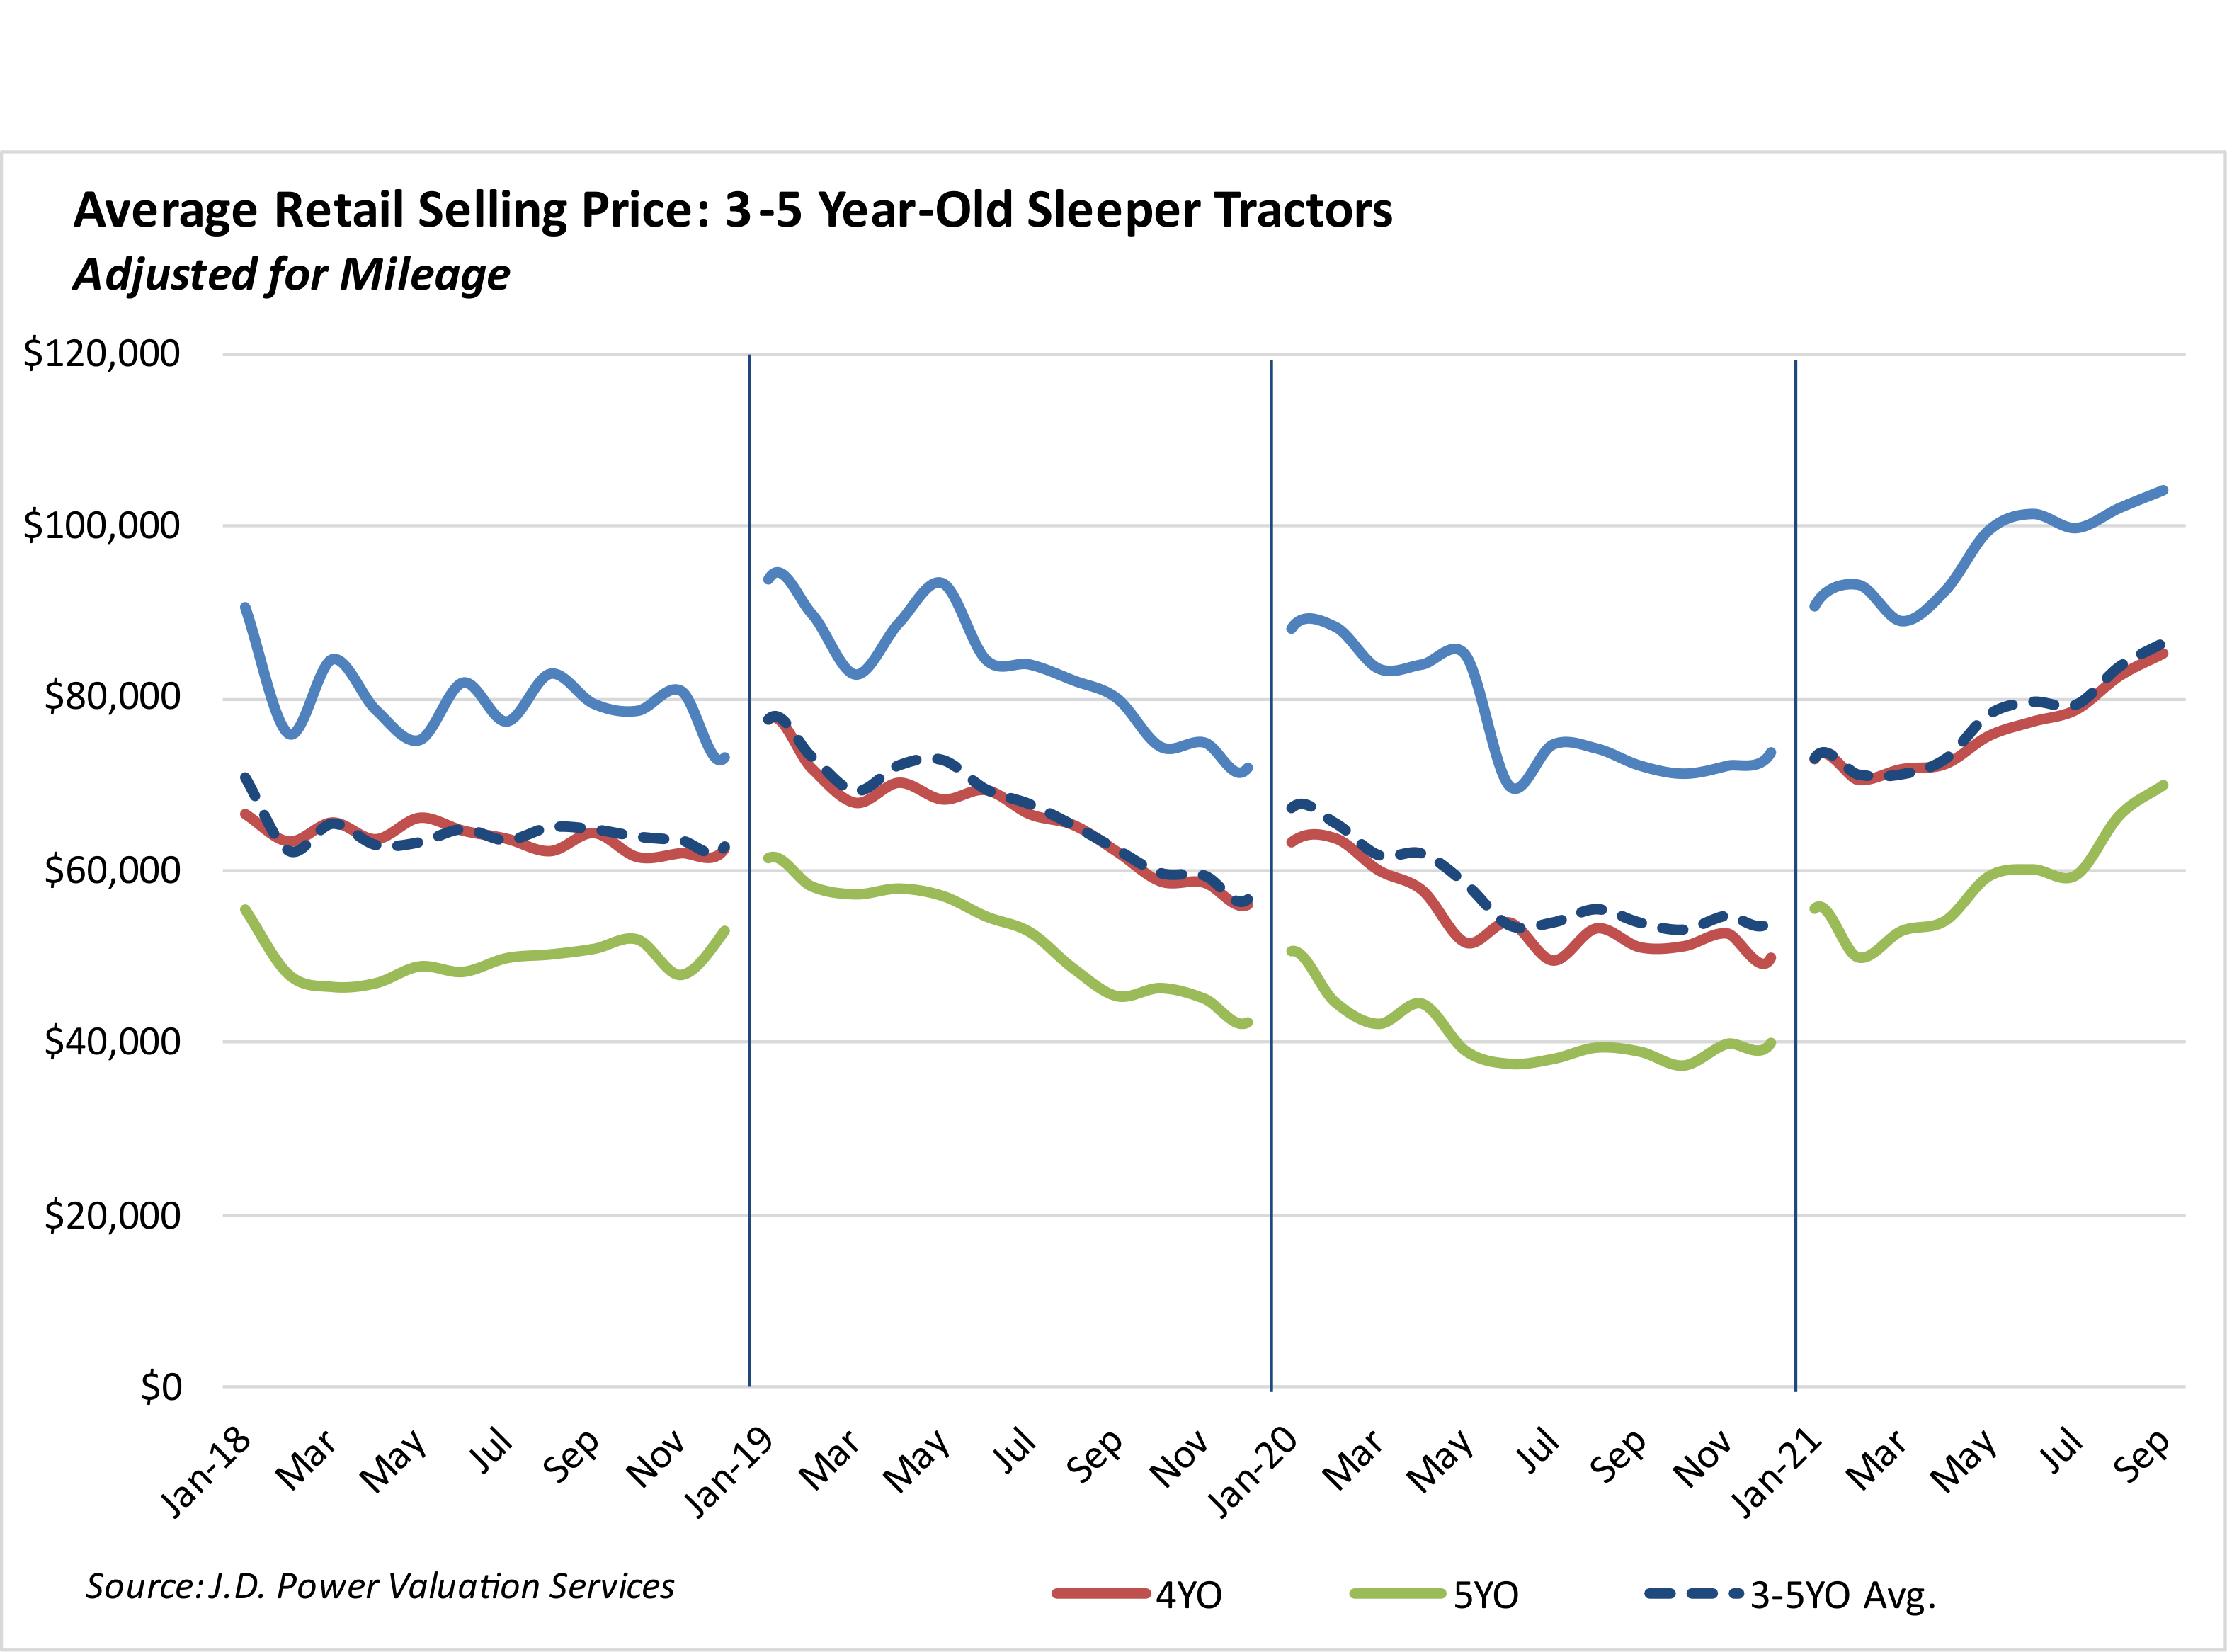 Average Retail Selling Price: 3-5 Year-Old Sleeper Tractors
Adjusted for Mileage
$120,000
$100,000
$80,000
$60,000
$40,000
$20,000
$0
Jan-18
Mar
May
Jul
Sep
Nov
Jan-19
Mar
May
Jul
Sep
Nov
Jan-20
Mar
May
Jul
Sep
Nov
Jan-21
Mar
May
Jul
Sep
Source: J.D. Power Valuation Services
4YO
5YO
3-5YO Avg.